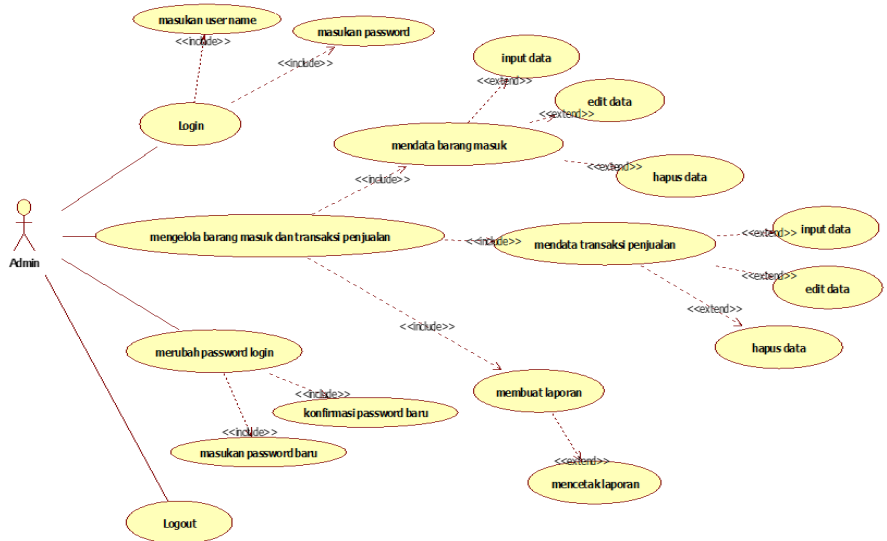 masukan user name
<<include>>
masukan password
<<include>>
input data
<<extend>>
edit data
<<extend>>
Login
mendata barang masuk
<<extend>>
hapus data
<<include>>
Admin
mengelola barang masuk dan transaksi penjualan
<<include>>
mendata transaksi penjualan
<<extend>>
input data
<<extend>>
edit data
<<extend>>
hapus data
<<include>>
merubah password login
<<include>>
konfirmasi password baru
<<include>>
masukan password baru
membuat laporan
<<extend>>
mencetak laporan
Logout